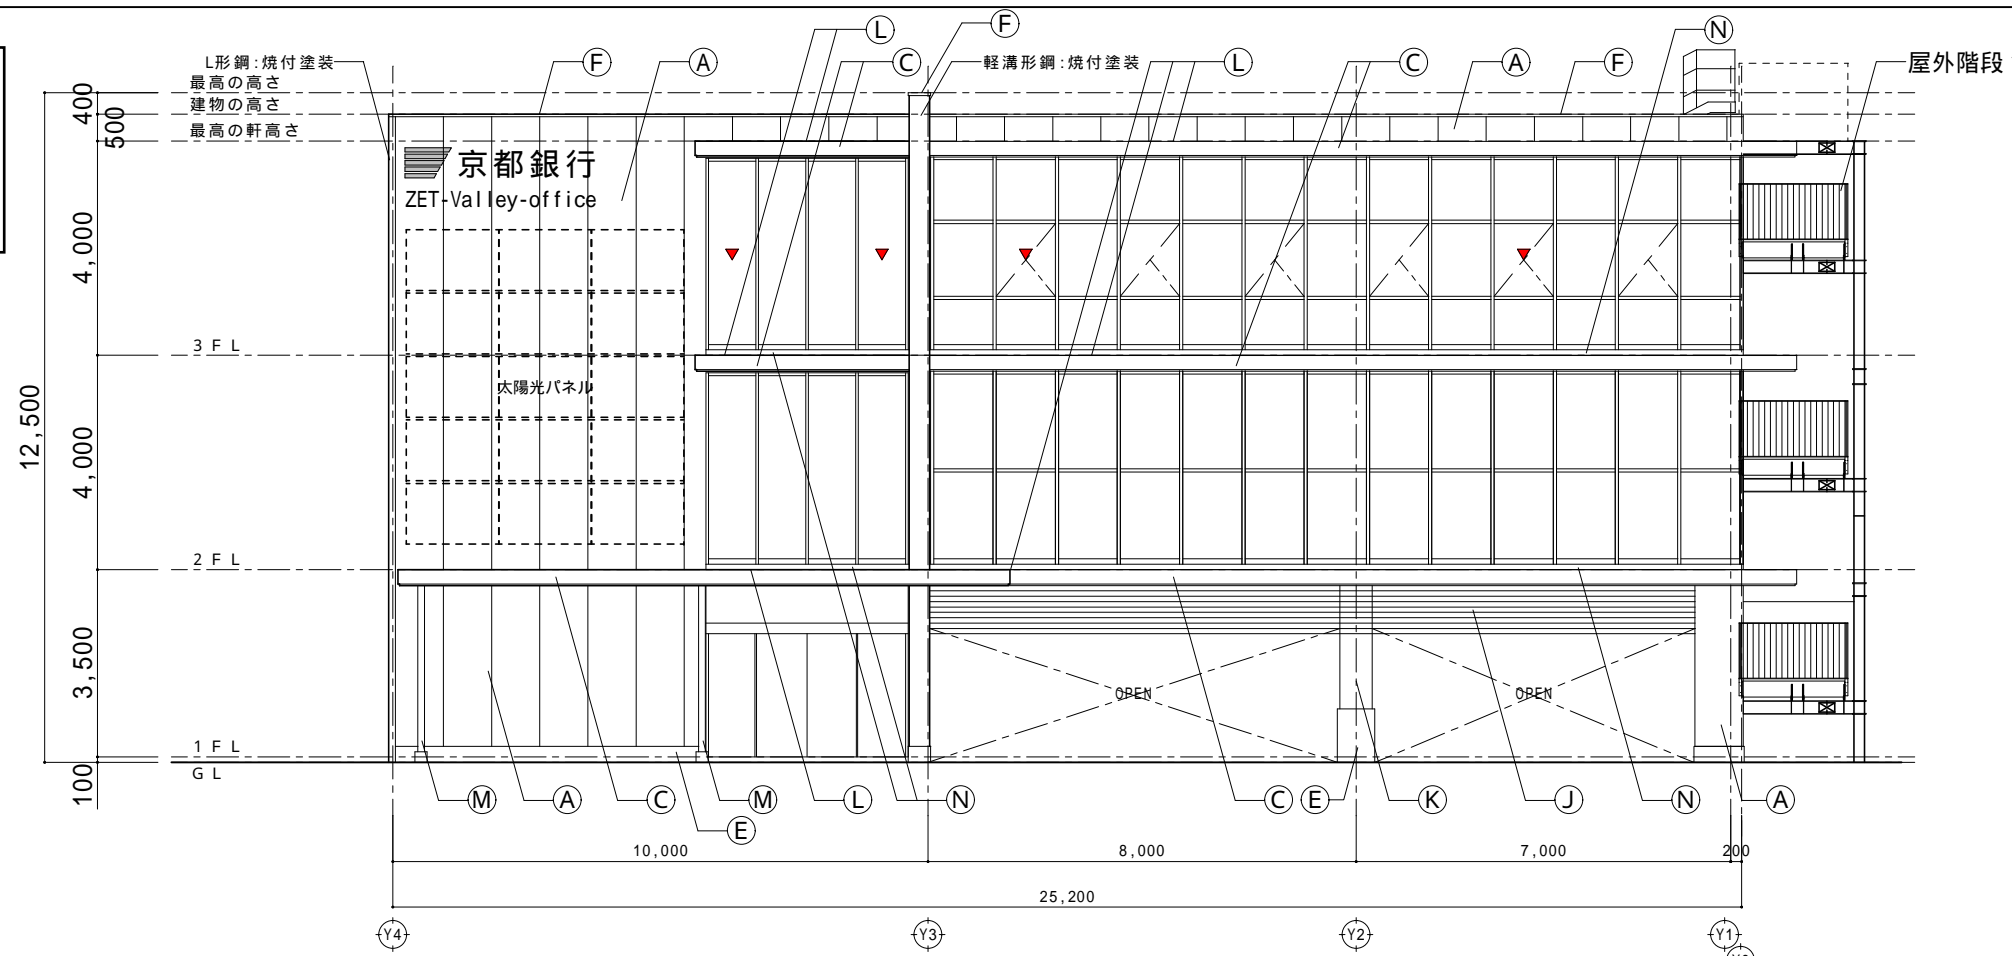 F
L
N
L形鋼:焼付塗装
F
A
C
軽溝形鋼:焼付塗装
L
C
A
F
屋外階段
最高の高さ
建物の高さ
最高の軒高さ
400
500
京都銀行
ZET-Valley-office
4,000
3FL
太陽光パネル
12,500
4,000
2FL
3,500
OPEN
OPEN
1FL
GL
100
M
A
C
M
L
N
C
E
K
J
N
A
E
10,000
8,000
7,000
200
25,200
Y4
Y3
Y2
Y1